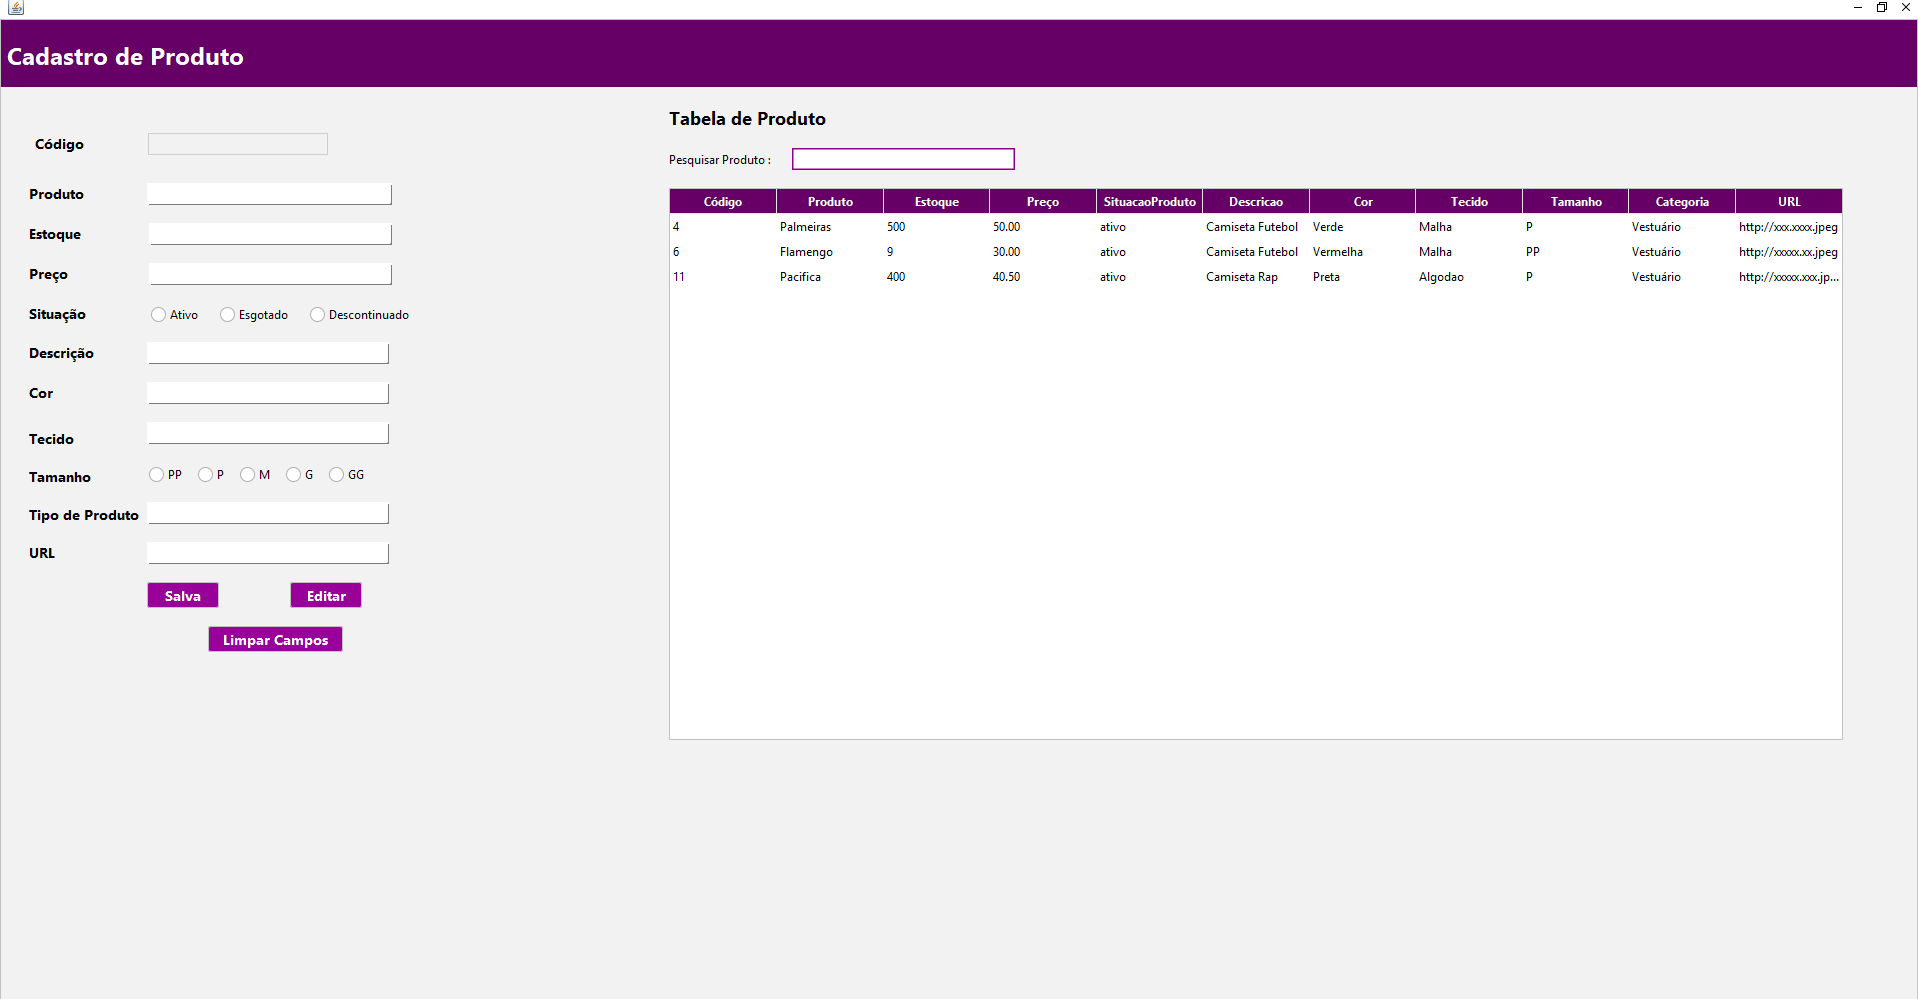 Cadastro de Produto
Código
Produto
Estoque
Preço
Situação Ativo Esgotado Descontinuado
Descrição
Cor
Tecido
Tamanho PP P M G GG
Tipo de Produto
URL
Salva Editar
Limpar Campos
Tabela de Produto
Pesquisar Produto :
Código Produto Estoque Preço SituacaoProduto Descricao Cor Tecido Tamanho Categoria URL
4 Palmeiras 500 50.00 ativo Camiseta Futebol Verde Malha P Vestuário http://xxx.xxxx.jpeg
6 Flamengo 9 30.00 ativo Camiseta Futebol Vermelha Malha PP Vestuário http://xxxxx.xx.jpeg
11 Pacifica 400 40.50 ativo Camiseta Rap Preta Algodao P Vestuário http://xxxxx.xxx.jp...